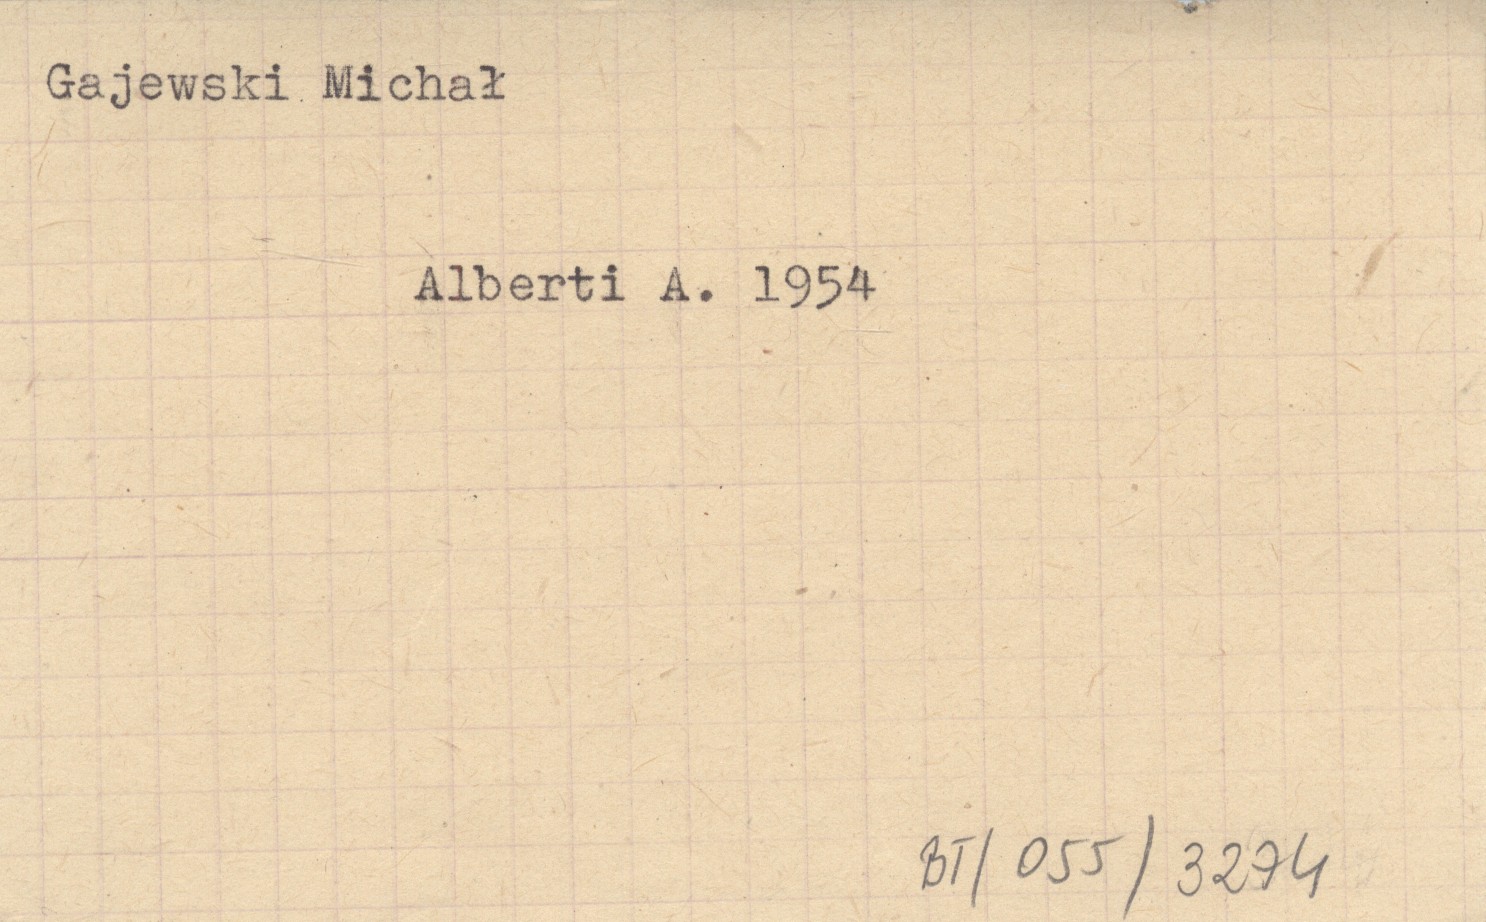 Gajewski Michał
Alberti A. 1954
BT/ 055 / 3274